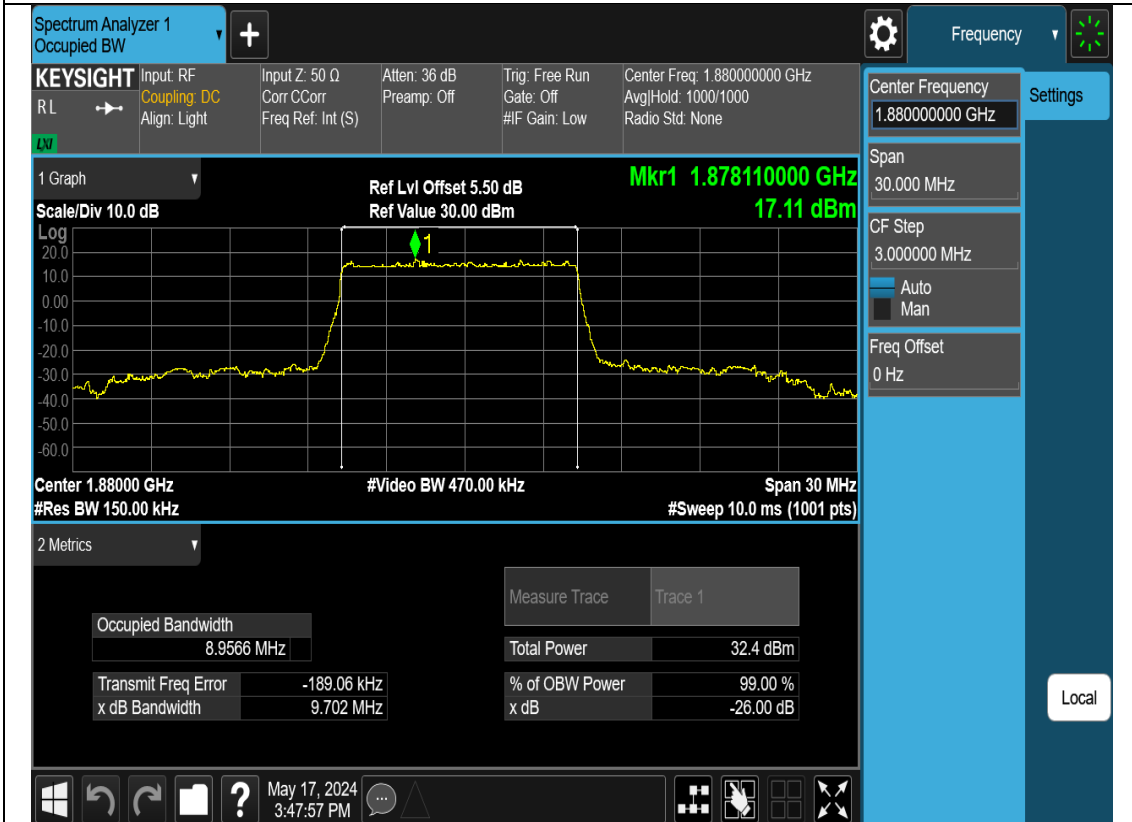 Spectrum Analyzer 1
Occupied BW
+
Frequency
KEYSIGHT
RL
LXI
Input: RF
Coupling: DC
Align: Light
Input Z: 50 Ω
Corr CCorr
Freq Ref: Int (S)
Atten: 36 dB
Preamp: Off
Trig: Free Run
Gate: Off
#IF Gain: Low
Center Freq: 1.880000000 GHz
Avg|Hold: 1000/1000
Radio Std: None
Center Frequency
1.880000000 GHz
Settings
Span
30.000 MHz
CF Step
3.000000 MHz
Auto
Man
Freq Offset
0 Hz
Local
1 Graph
Scale/Div 10.0 dB
Ref Lvl Offset 5.50 dB
Ref Value 30.00 dBm
Mkr1 1.878110000 GHz
17.11 dBm
Log
1
20.0
10.0
0.00
-10.0
-20.0
-30.0
-40.0
-50.0
-60.0
Center 1.88000 GHz
#Res BW 150.00 kHz
#Video BW 470.00 kHz
Span 30 MHz
#Sweep 10.0 ms (1001 pts)
2 Metrics
Measure Trace Trace 1
Occupied Bandwidth
8.9566 MHz
Total Power 32.4 dBm
Transmit Freq Error -189.06 kHz
% of OBW Power 99.00 %
x dB Bandwidth 9.702 MHz
x dB -26.00 dB
?
May 17, 2024
3:47:57 PM